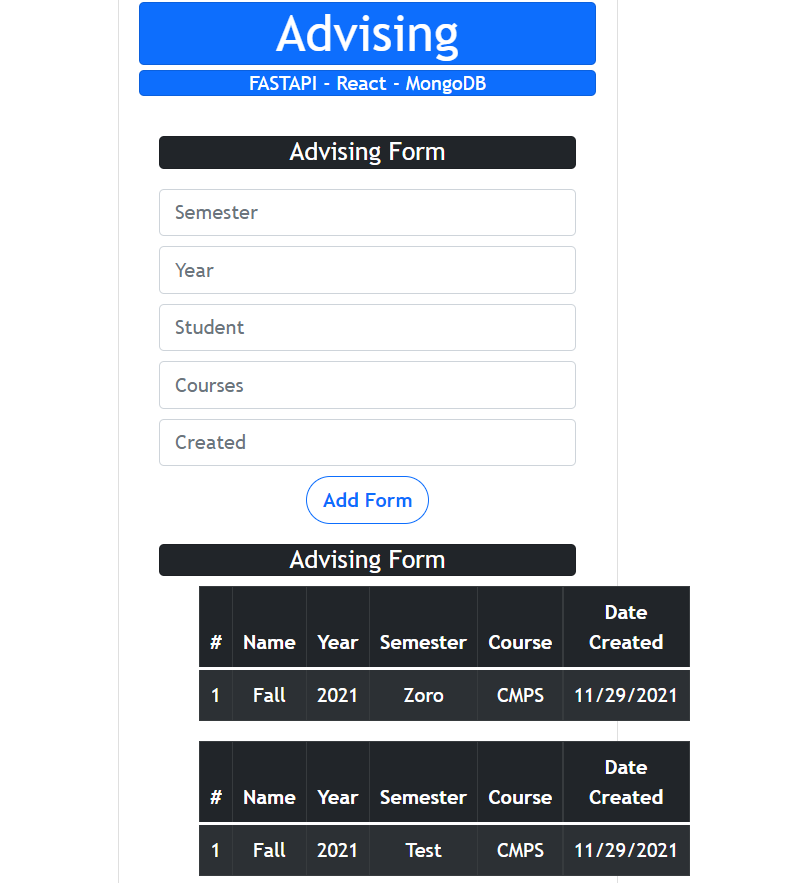 Advising
FASTAPI - React - MongoDB
Advising Form
Semester
Year
Student
Courses
Created
Add Form
Advising Form
# Name Year Semester Course Date Created
1 Fall 2021 Zoro CMPS 11/29/2021
# Name Year Semester Course Date Created
1 Fall 2021 Test CMPS 11/29/2021